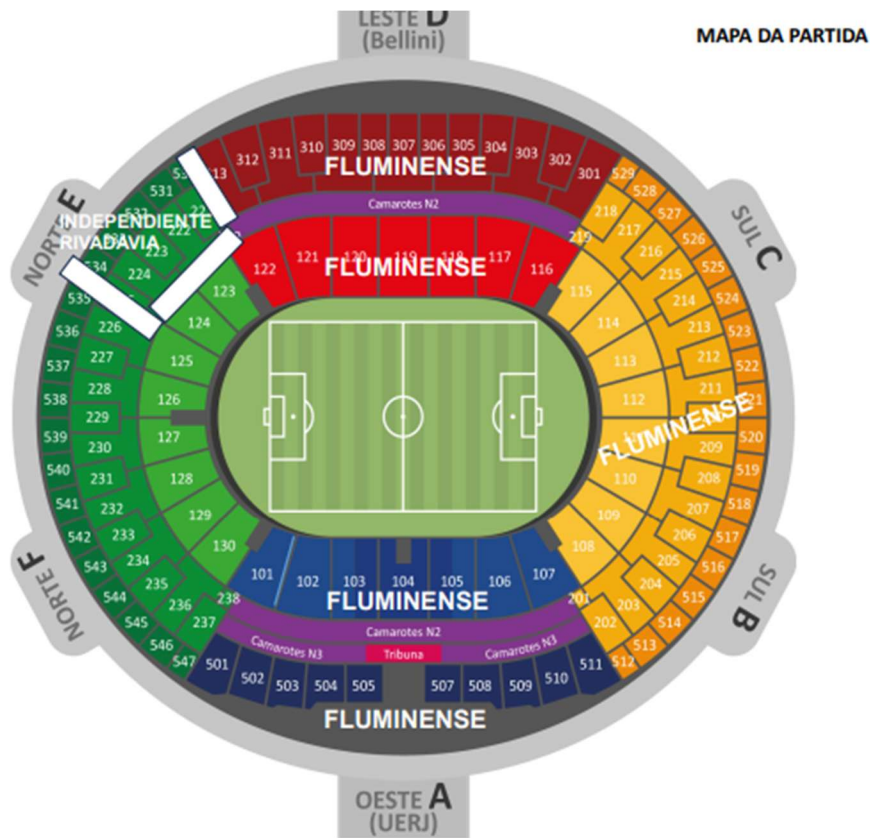 LESTE D
(Bellini)
MAPA DA PARTIDA
312 311 310 309 308 307 306 305 304 303 302 301
FLUMINENSE
Camarotes N2
122 121 120 119 118 117 116
FLUMINENSE
NORTE E
INDEPENDIENTE
RIVADAVIA
531
222
223
224
535 536 537 538 539 540 541 542 543 544 545 546 547
226 227 228 229 230 231 232 233 234 235 236 237 238
123 124 125 126 127 128 129 130
NORTE F
SUL C
529 528 527 526 525 524 523 522 520 519 518 517 516 515 514 513 512
219 218 217 216 215 214 213 212 211 209 208 207 206 205 204 203 202 201
115 114 113 112 110 109 108
FLUMINENSE
SUL B
101 102 103 104 105 106 107
FLUMINENSE
Camarotes N2
Camarotes N3 Tribuna Camarotes N3
501 502 503 504 505 507 508 509 510 511
FLUMINENSE
OESTE A
(UERJ)